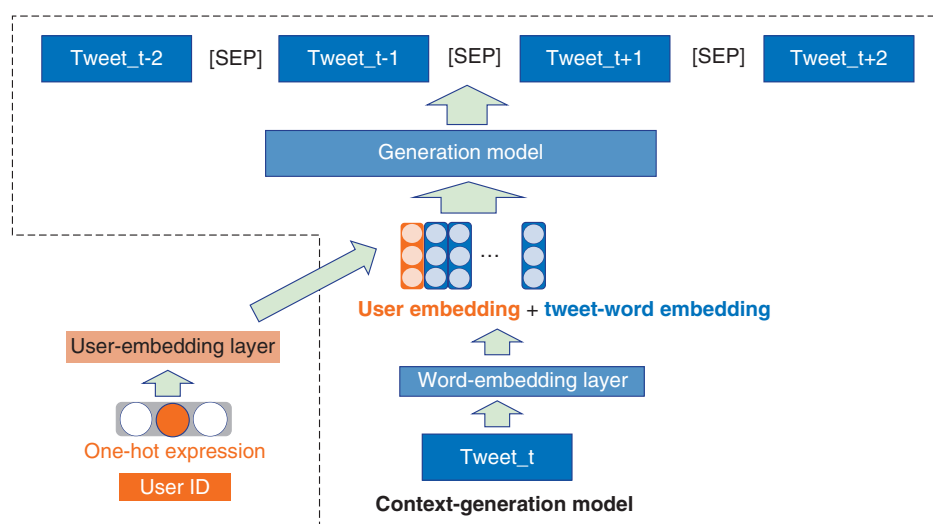 Tweet_t-2 [SEP] Tweet_t-1 [SEP] Tweet_t+1 [SEP] Tweet_t+2
Generation model
...
User embedding + tweet-word embedding
User-embedding layer
Word-embedding layer
One-hot expression
Tweet_t
User ID
Context-generation model